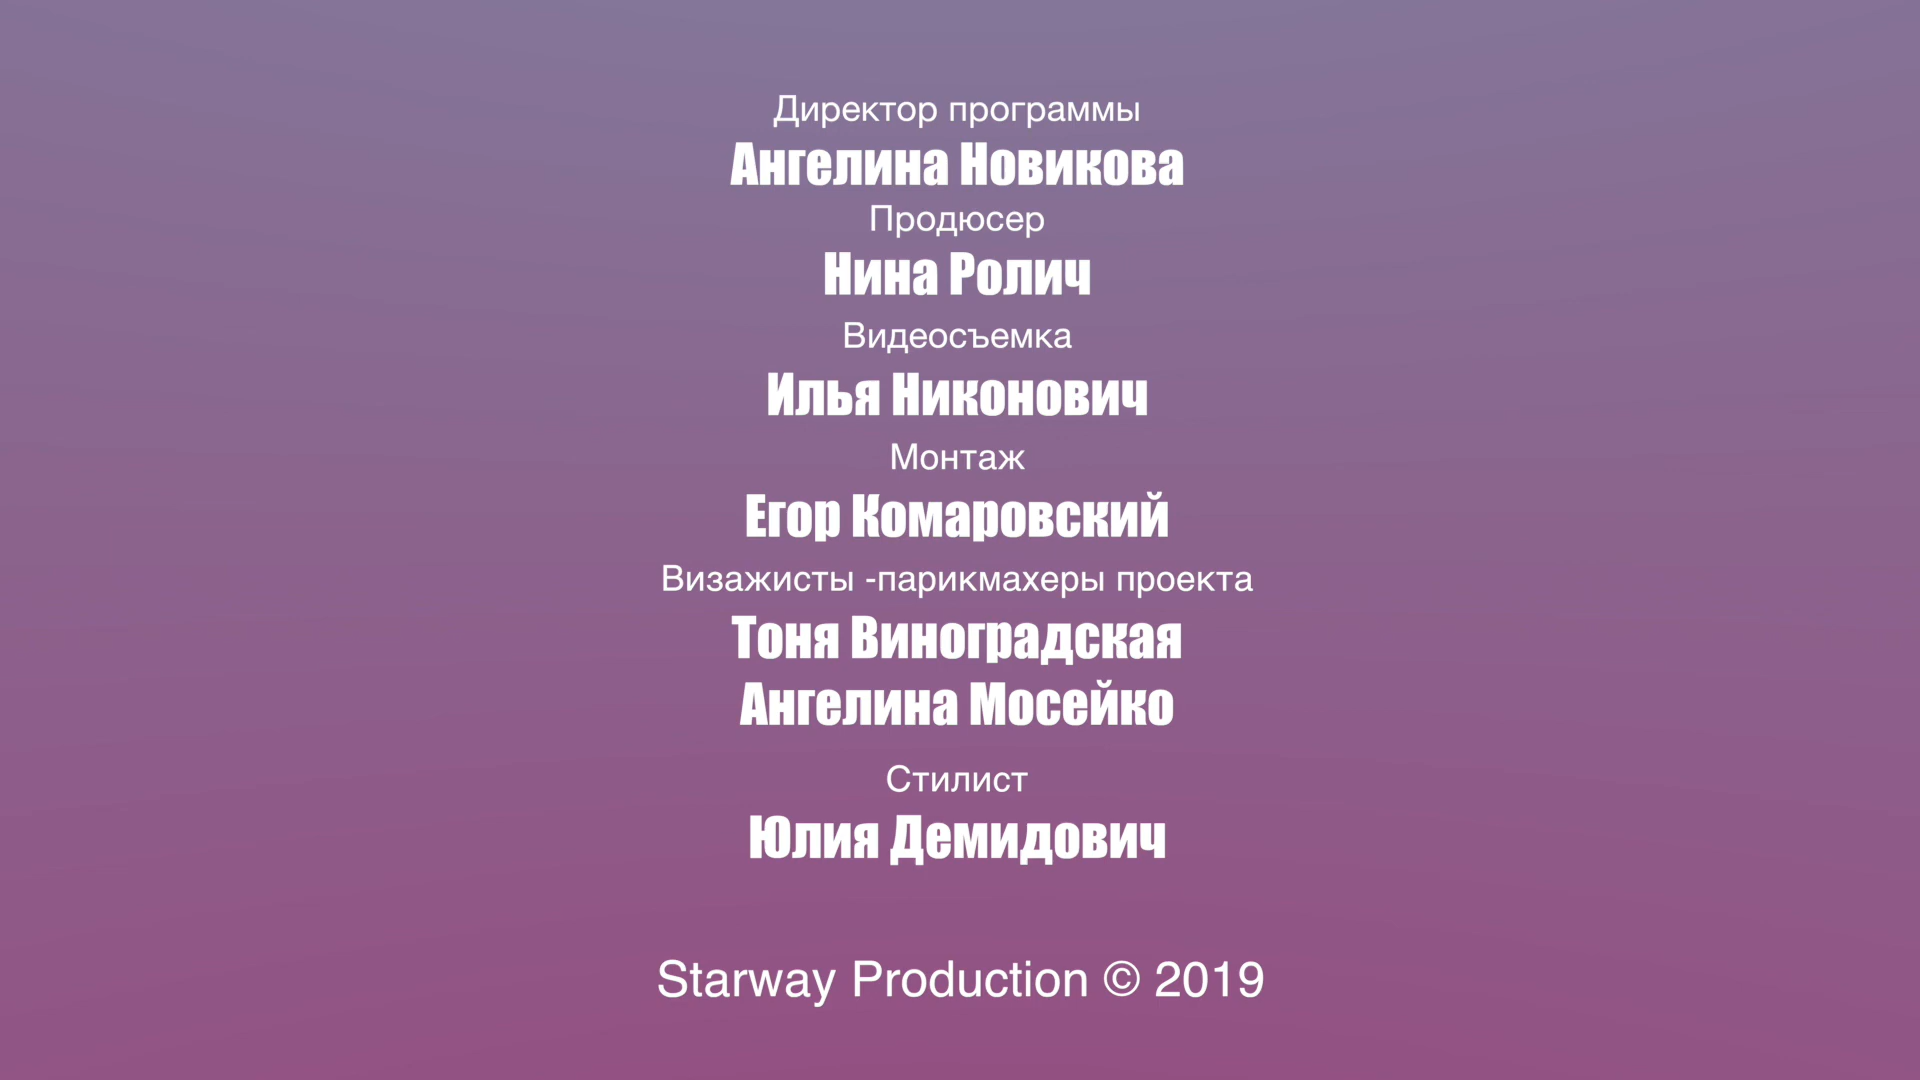 Директор программы
Ангелина Новикова
Продюсер
Нина Ролич
Видеосъемка
Илья Никонович
Монтаж
Егор Комаровский
Визажисты -парикмахеры проекта
Тоня Виноградская
Ангелина Мосейко
Стилист
Юлия Демидович
Starway Production © 2019